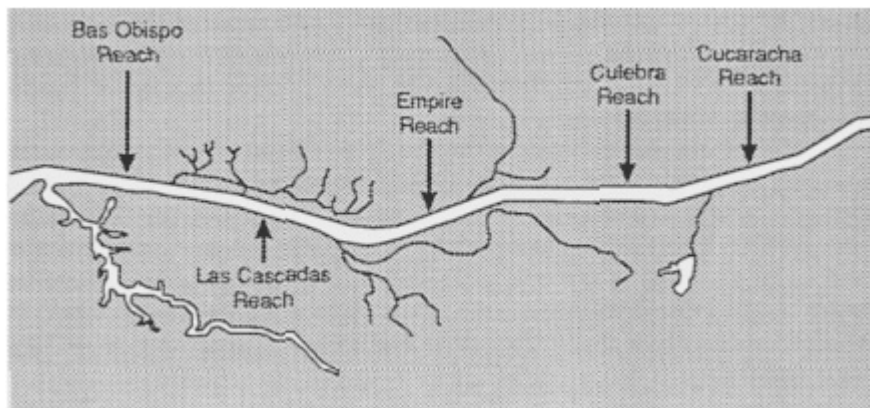 Bas Obispo
Reach
Las Cascadas
Reach
Empire
Reach
Culebra
Reach
Cucaracha
Reach